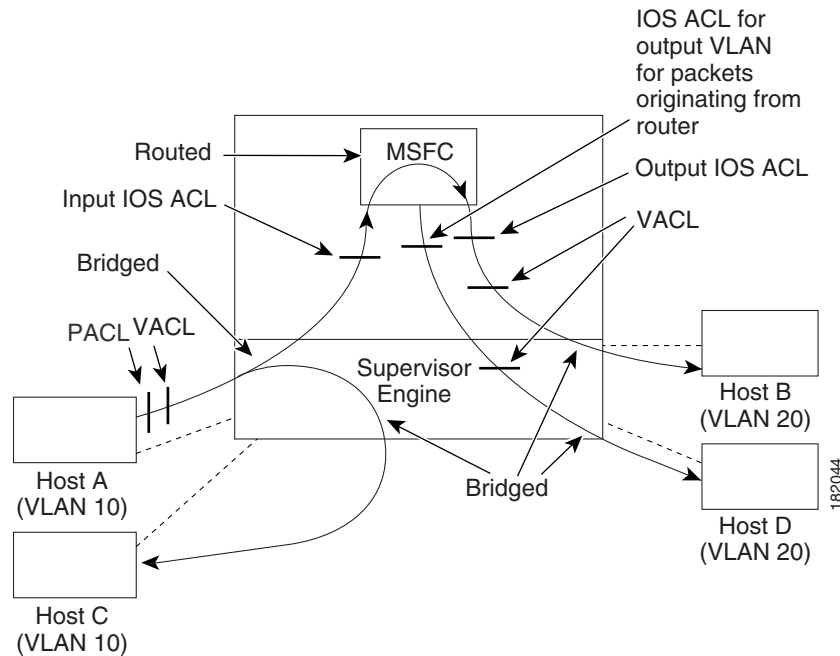 IOS ACL for
output VLAN
for packets
originating from
router
Routed
MSFC
Output IOS ACL
Input IOS ACL
VACL
Bridged
PACL
VACL
Supervisor
Engine
Host B
(VLAN 20)
Host A
(VLAN 10)
Bridged
Host D
(VLAN 20)
182044
Host C
(VLAN 10)